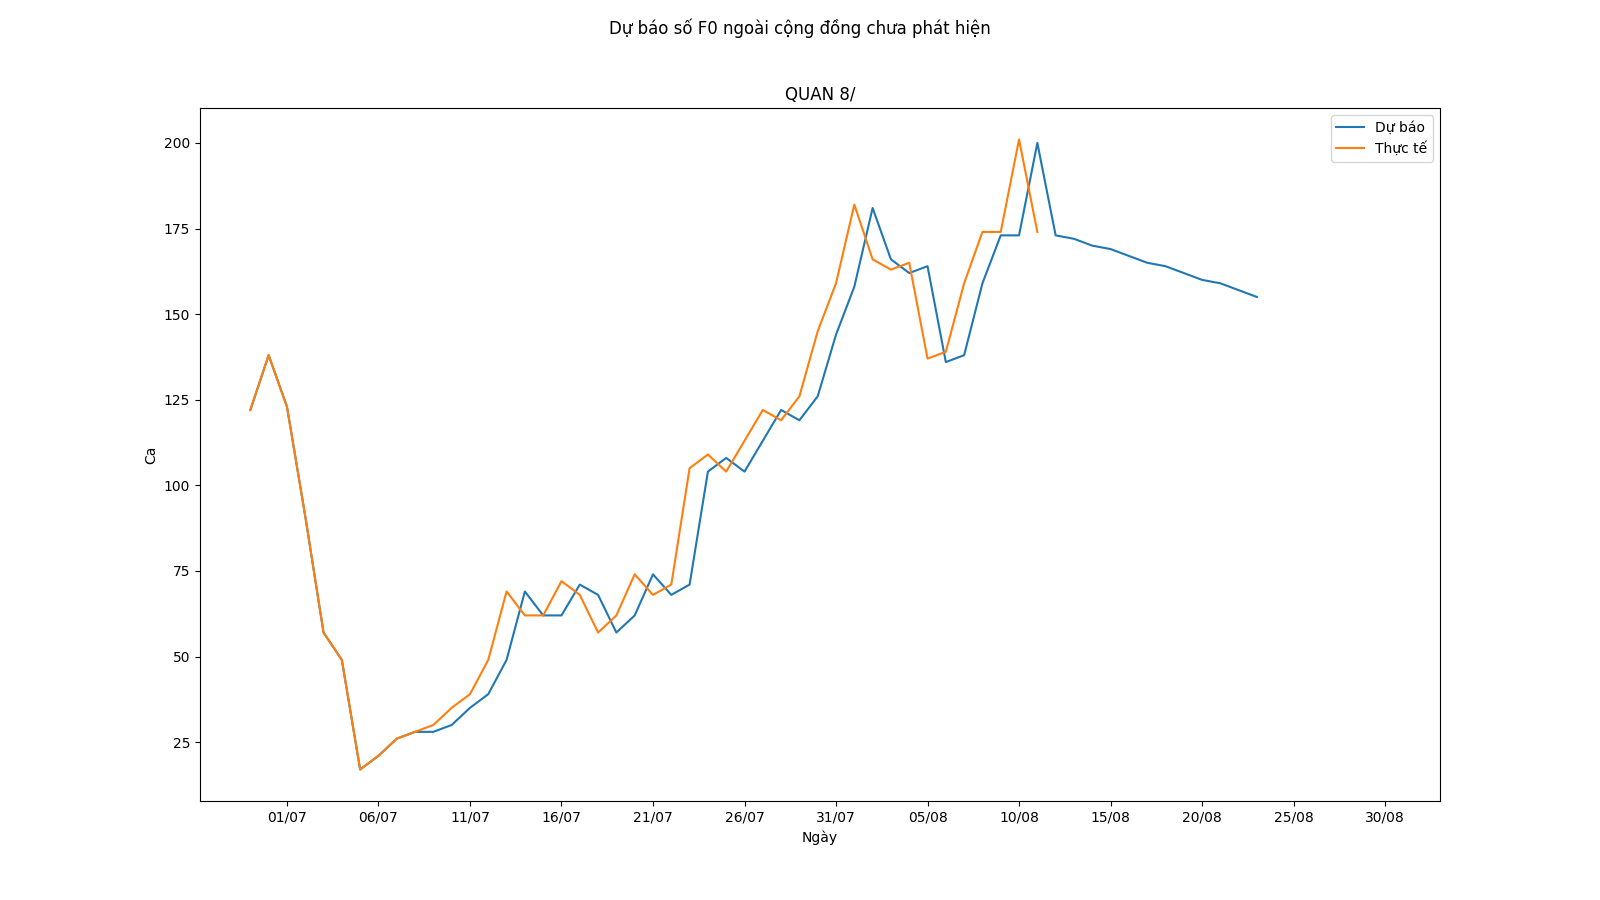 Dự báo số F0 ngoài cộng đồng chưa phát hiện
QUAN 8/
Dự báo
Thực tế
200
175
150
125
100
75
50
25
Ca
01/07 06/07 11/07 16/07 21/07 26/07 31/07 05/08 10/08 15/08 20/08 25/08 30/08
Ngày